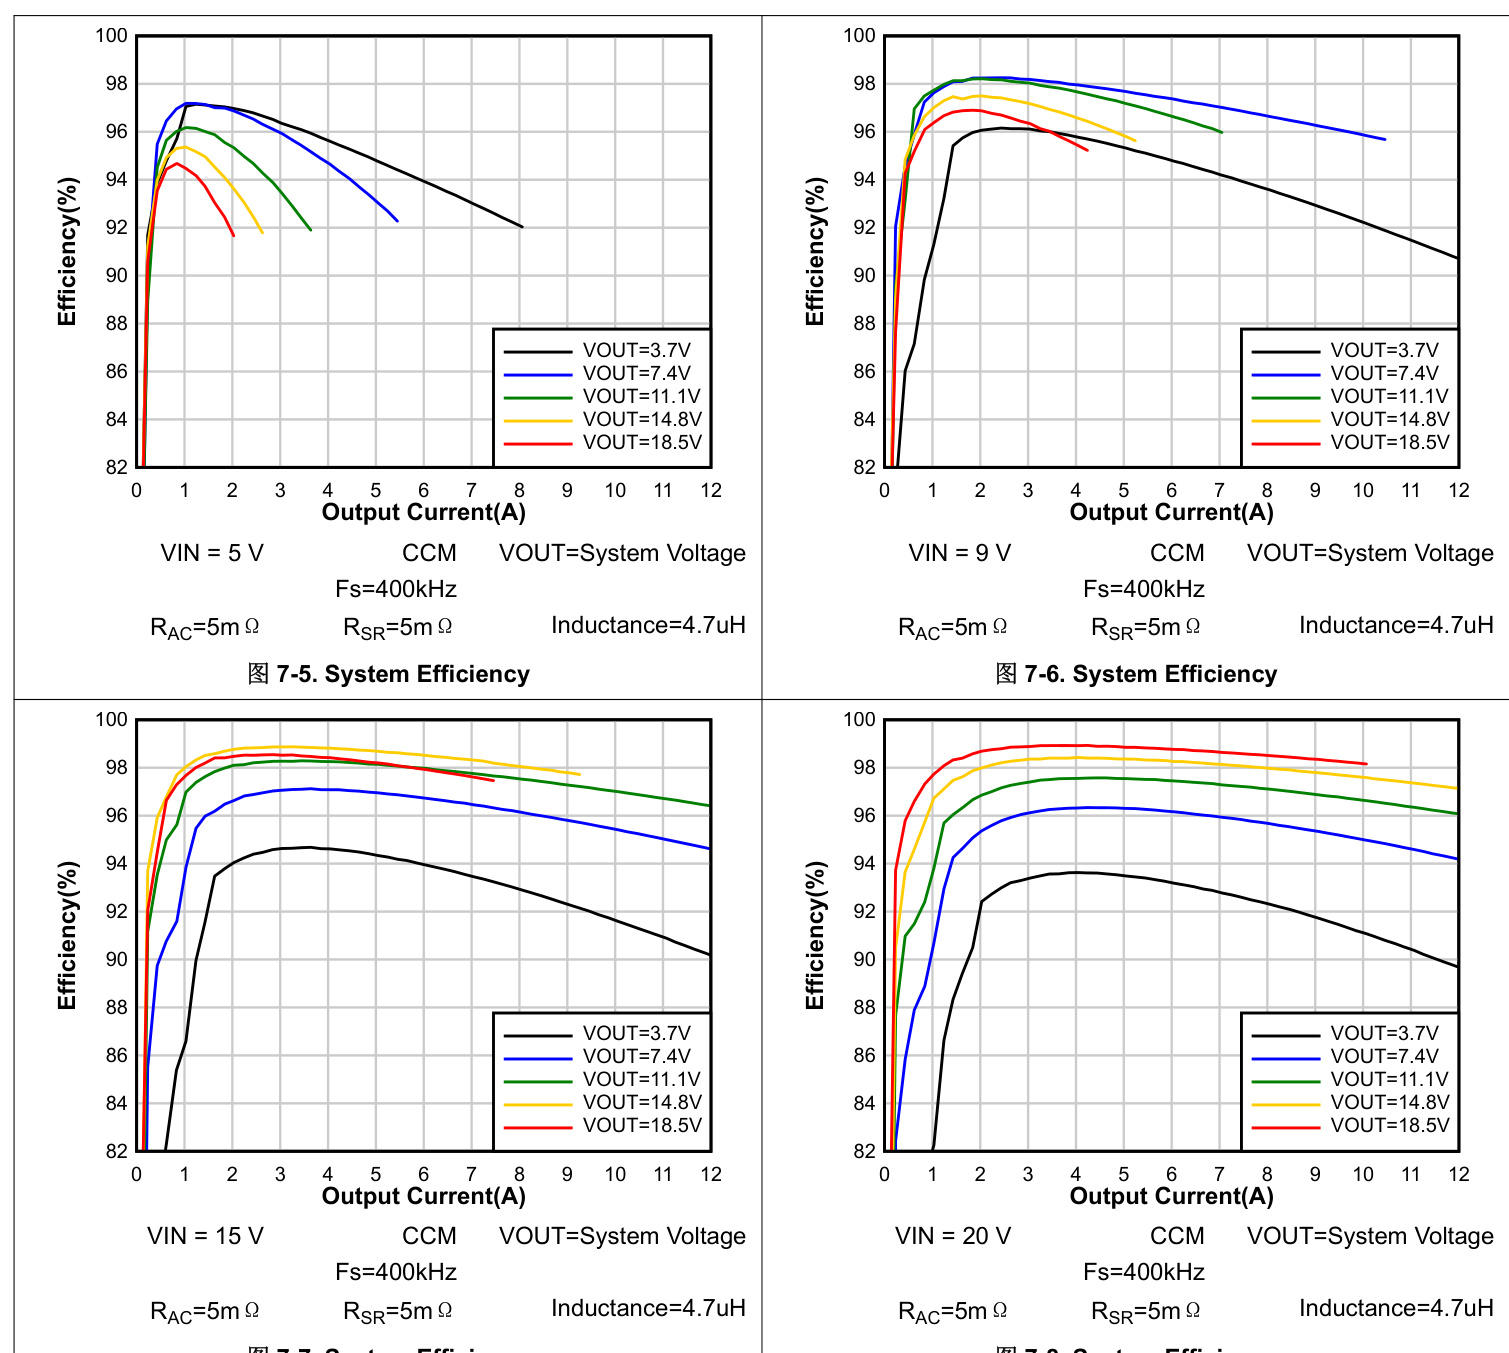 100
98
96
94
92
90
88
86
84
82
Efficiency(%)
VOUT=3.7V
VOUT=7.4V
VOUT=11.1V
VOUT=14.8V
VOUT=18.5V
0 1 2 3 4 5 6 7 8 9 10 11 12
Output Current(A)
VIN = 5 V CCM VOUT=System Voltage
Fs=400kHz
RAC=5mΩ RSR=5mΩ Inductance=4.7uH
图 7-5. System Efficiency
100
98
96
94
92
90
88
86
84
82
Efficiency(%)
VOUT=3.7V
VOUT=7.4V
VOUT=11.1V
VOUT=14.8V
VOUT=18.5V
0 1 2 3 4 5 6 7 8 9 10 11 12
Output Current(A)
VIN = 9 V CCM VOUT=System Voltage
Fs=400kHz
RAC=5mΩ RSR=5mΩ Inductance=4.7uH
图 7-6. System Efficiency
100
98
96
94
92
90
88
86
84
82
Efficiency(%)
VOUT=3.7V
VOUT=7.4V
VOUT=11.1V
VOUT=14.8V
VOUT=18.5V
0 1 2 3 4 5 6 7 8 9 10 11 12
Output Current(A)
VIN = 15 V CCM VOUT=System Voltage
Fs=400kHz
RAC=5mΩ RSR=5mΩ Inductance=4.7uH
100
98
96
94
92
90
88
86
84
82
Efficiency(%)
VOUT=3.7V
VOUT=7.4V
VOUT=11.1V
VOUT=14.8V
VOUT=18.5V
0 1 2 3 4 5 6 7 8 9 10 11 12
Output Current(A)
VIN = 20 V CCM VOUT=System Voltage
Fs=400kHz
RAC=5mΩ RSR=5mΩ Inductance=4.7uH